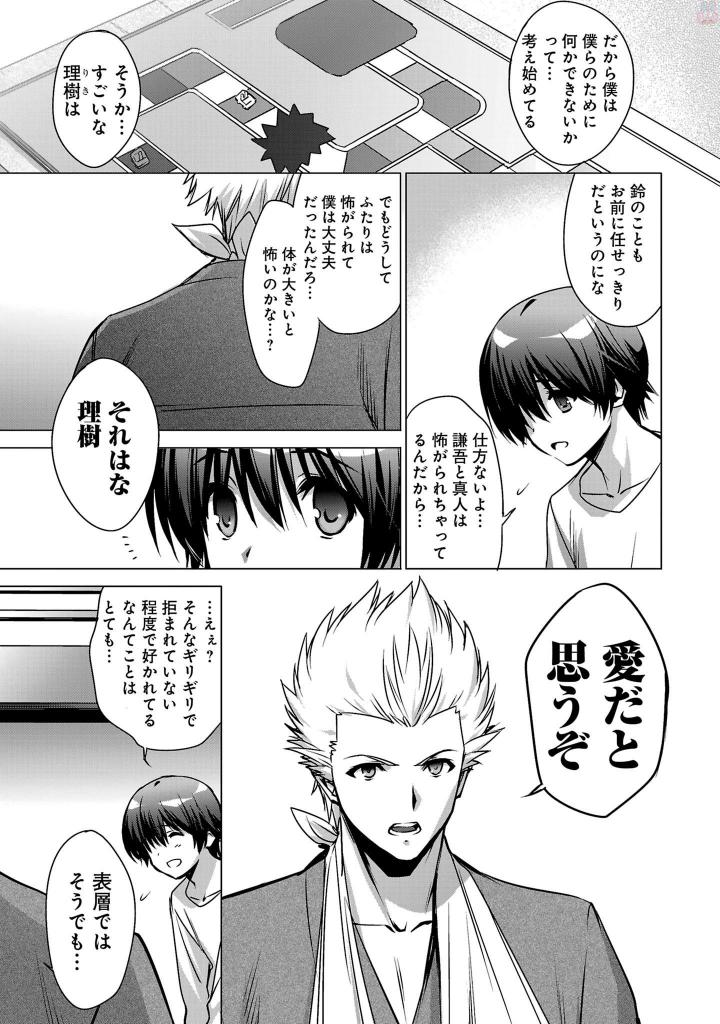 だから僕は
僕らのために
何かできないか
って…
考え始めてる
そうか…
すごいな
理樹は
りき
鈴のことも
お前に任せっきり
だというのにな
仕方ないよ…
謙吾と真人は
怖がられちゃって
るんだから…
でもどうして
ふたりは
怖がられて
僕は大丈夫
だったんだろ…
体が大きいと
怖いのかな…?
それはな
理樹
愛だと
思うぞ
…えぇ?
そんなギリギリで
拒まれていない
程度で好かれてる
なんてことは
とても…
表層では
そうでも…